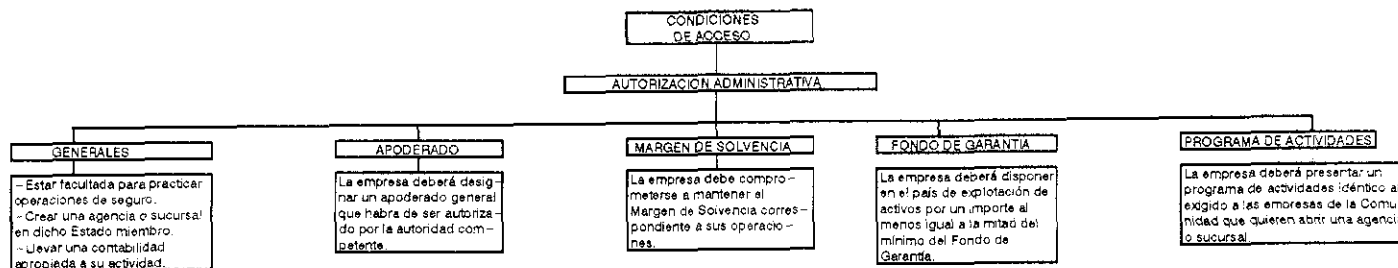 CONDICIONES
DE ACCESO
AUTORIZACION ADMINISTRATIVA
GENERALES
– Estar facultada para practicar
operaciones de seguro.
– Crear una agencia o sucursal
en dicho Estado miembro.
– Llevar una contabilidad
apropiada a su actividad.
APODERADO
La empresa deberá desig–
nar un apoderado general
que habra de ser autoriza–
do por la autoridad com–
petente.
MARGEN DE SOLVENCIA
La empresa debe compro–
meterse a mantener el
Margen de Solvencia corres–
pondiente a sus operacio–
nes.
FONDO DE GARANTIA
La empresa deberá disponer
en el país de explotación de
activos por un importe al
menos igual a la mitad del
mínimo del Fondo de
Garantía.
PROGRAMA DE ACTIVIDADES
La empresa deberá presentar un
programa de actividades idéntico al
exigido a las empresas de la Comu
nidad que quieren abrir una agencia
o sucursal